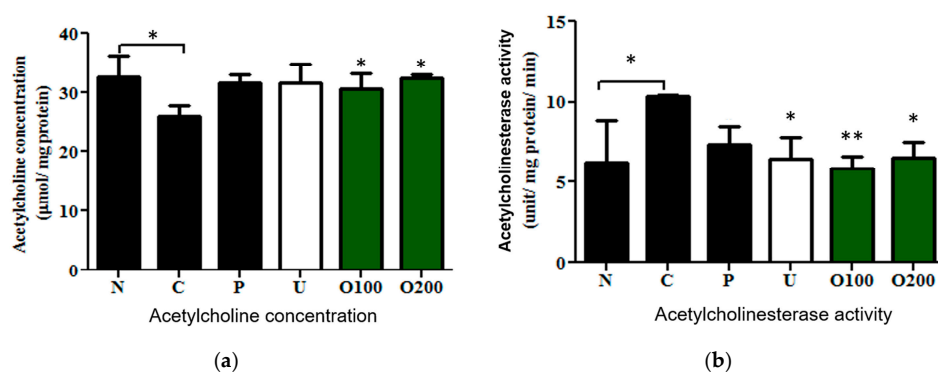 Acetylcholine concentration
(µmol/ mg protein)
40
30
20
10
0
*
*
*
N C P U O100 O200
Acetylcholine concentration
(a)
Acetylcholinesterase activity
(unit/ mg protein/ min)
15
10
5
0
*
*
**
*
N C P U O100 O200
Acetylcholinesterase activity
(b)